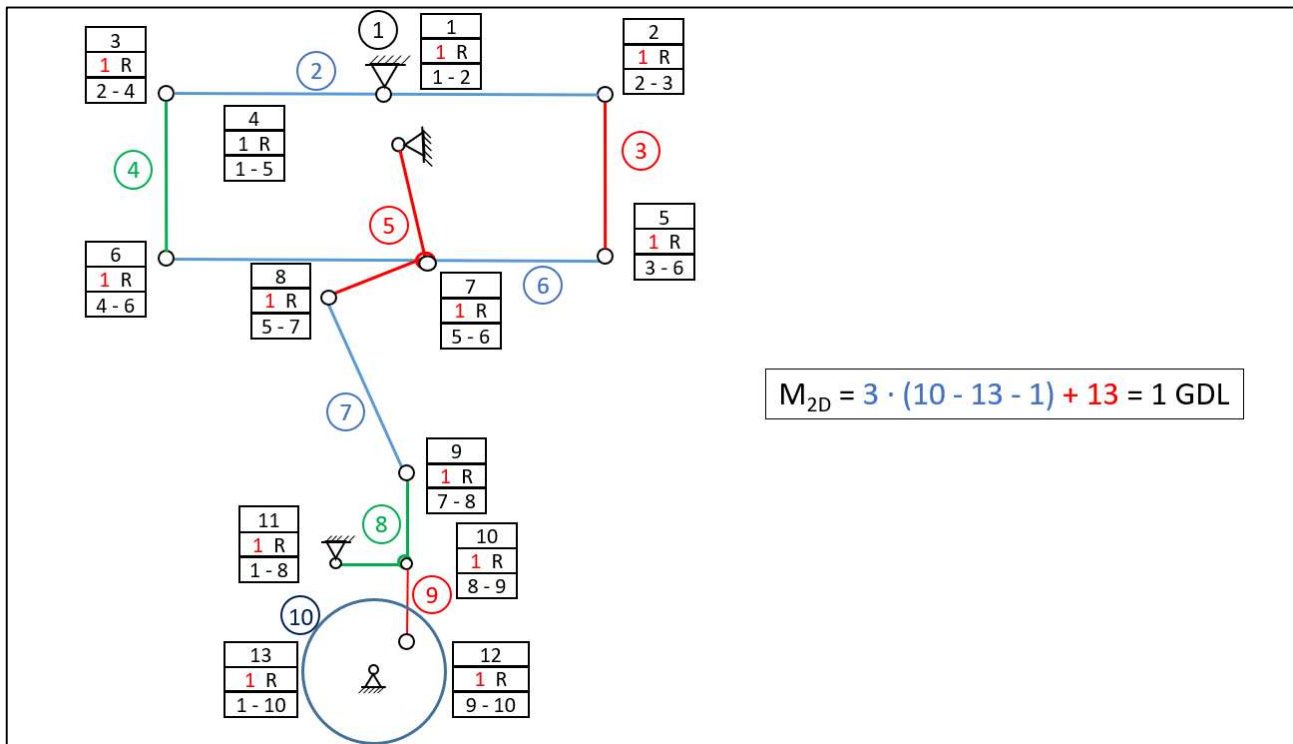 3
1 R
2 - 4
1
1
1 R
1 - 2
2
1 R
2 - 3
2
4
1 R
1 - 5
4
3
5
6
1 R
4 - 6
8
1 R
5 - 7
7
1 R
5 - 6
6
5
1 R
3 - 6
M2D = 3 · (10 - 13 - 1) + 13 = 1 GDL
7
9
1 R
7 - 8
11
1 R
1 - 8
8
10
1 R
8 - 9
9
10
13
1 R
1 - 10
12
1 R
9 - 10